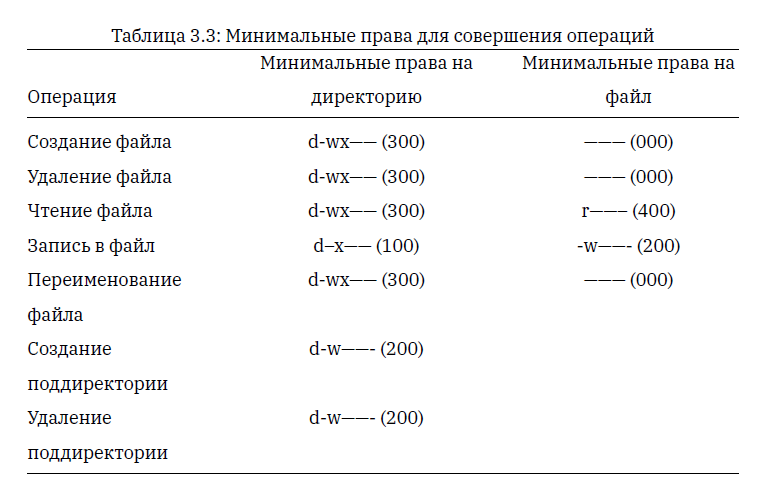 Таблица 3.3: Минимальные права для совершения операций
Минимальные права на Минимальные права на
Операция директорию файл
Создание файла d-wx—— (300) ——— (000)
Удаление файла d-wx—— (300) ——— (000)
Чтение файла d-wx—— (300) r——– (400)
Запись в файл d–x—— (100) -w——- (200)
Переименование d-wx—— (300) ——— (000)
файла
Создание d-w——- (200)
поддиректории
Удаление d-w——- (200)
поддиректории